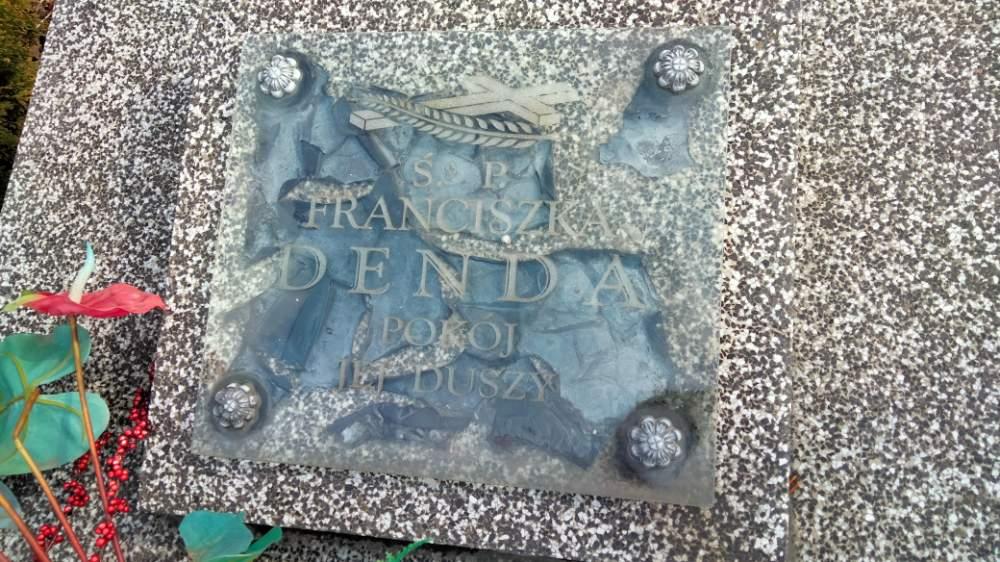 Ś. P.
FRANCISZKA
DENDA
POKÓJ
JEJ DUSZY